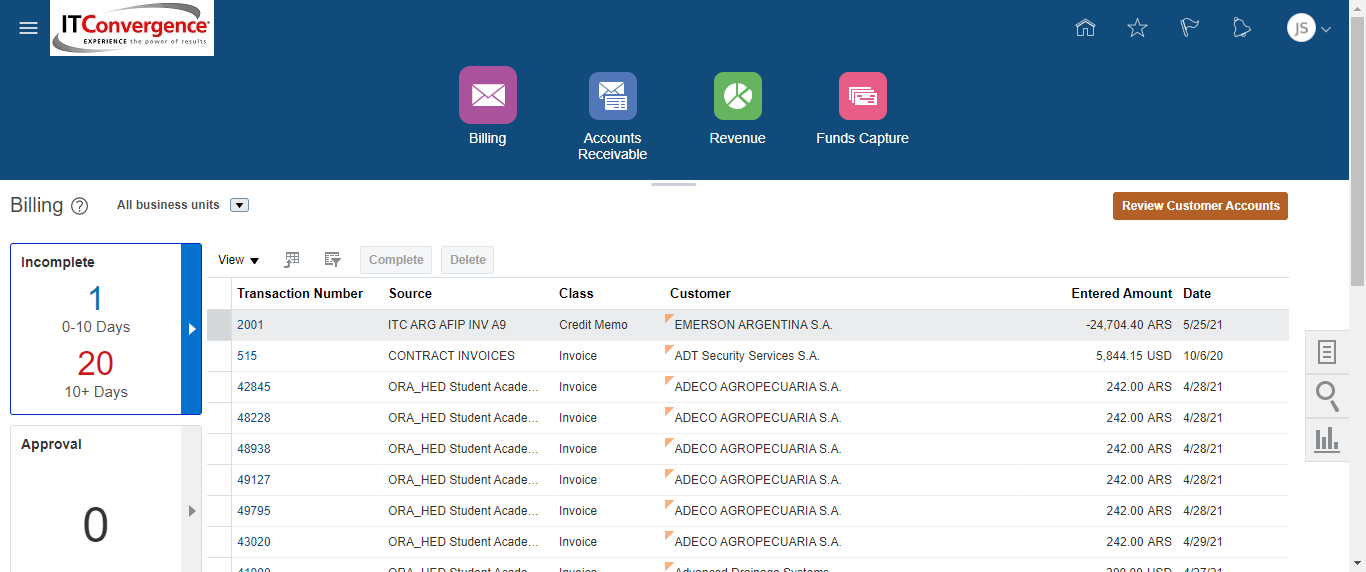 ITConvergence
EXPERIENCE the power of results
JS
Billing
Accounts
Receivable
Revenue
Funds Capture
Billing ?
All business units
Review Customer Accounts
Incomplete
1
0-10 Days
20
10+ Days
Approval
0
View
Complete
Delete
Transaction Number Source Class Customer Entered Amount Date
2001 ITC ARG AFIP INV A9 Credit Memo EMERSON ARGENTINA S.A. -24,704.40 ARS 5/25/21
515 CONTRACT INVOICES Invoice ADT Security Services S.A. 5,844.15 USD 10/6/20
42845 ORA_HED Student Acade... Invoice ADECO AGROPECUARIA S.A. 242.00 ARS 4/28/21
48228 ORA_HED Student Acade... Invoice ADECO AGROPECUARIA S.A. 242.00 ARS 4/28/21
48938 ORA_HED Student Acade... Invoice ADECO AGROPECUARIA S.A. 242.00 ARS 4/28/21
49127 ORA_HED Student Acade... Invoice ADECO AGROPECUARIA S.A. 242.00 ARS 4/28/21
49795 ORA_HED Student Acade... Invoice ADECO AGROPECUARIA S.A. 242.00 ARS 4/28/21
43020 ORA_HED Student Acade... Invoice ADECO AGROPECUARIA S.A. 242.00 ARS 4/29/21
ORA_HED Student Acade... Invoice Advanced Drainage Systems